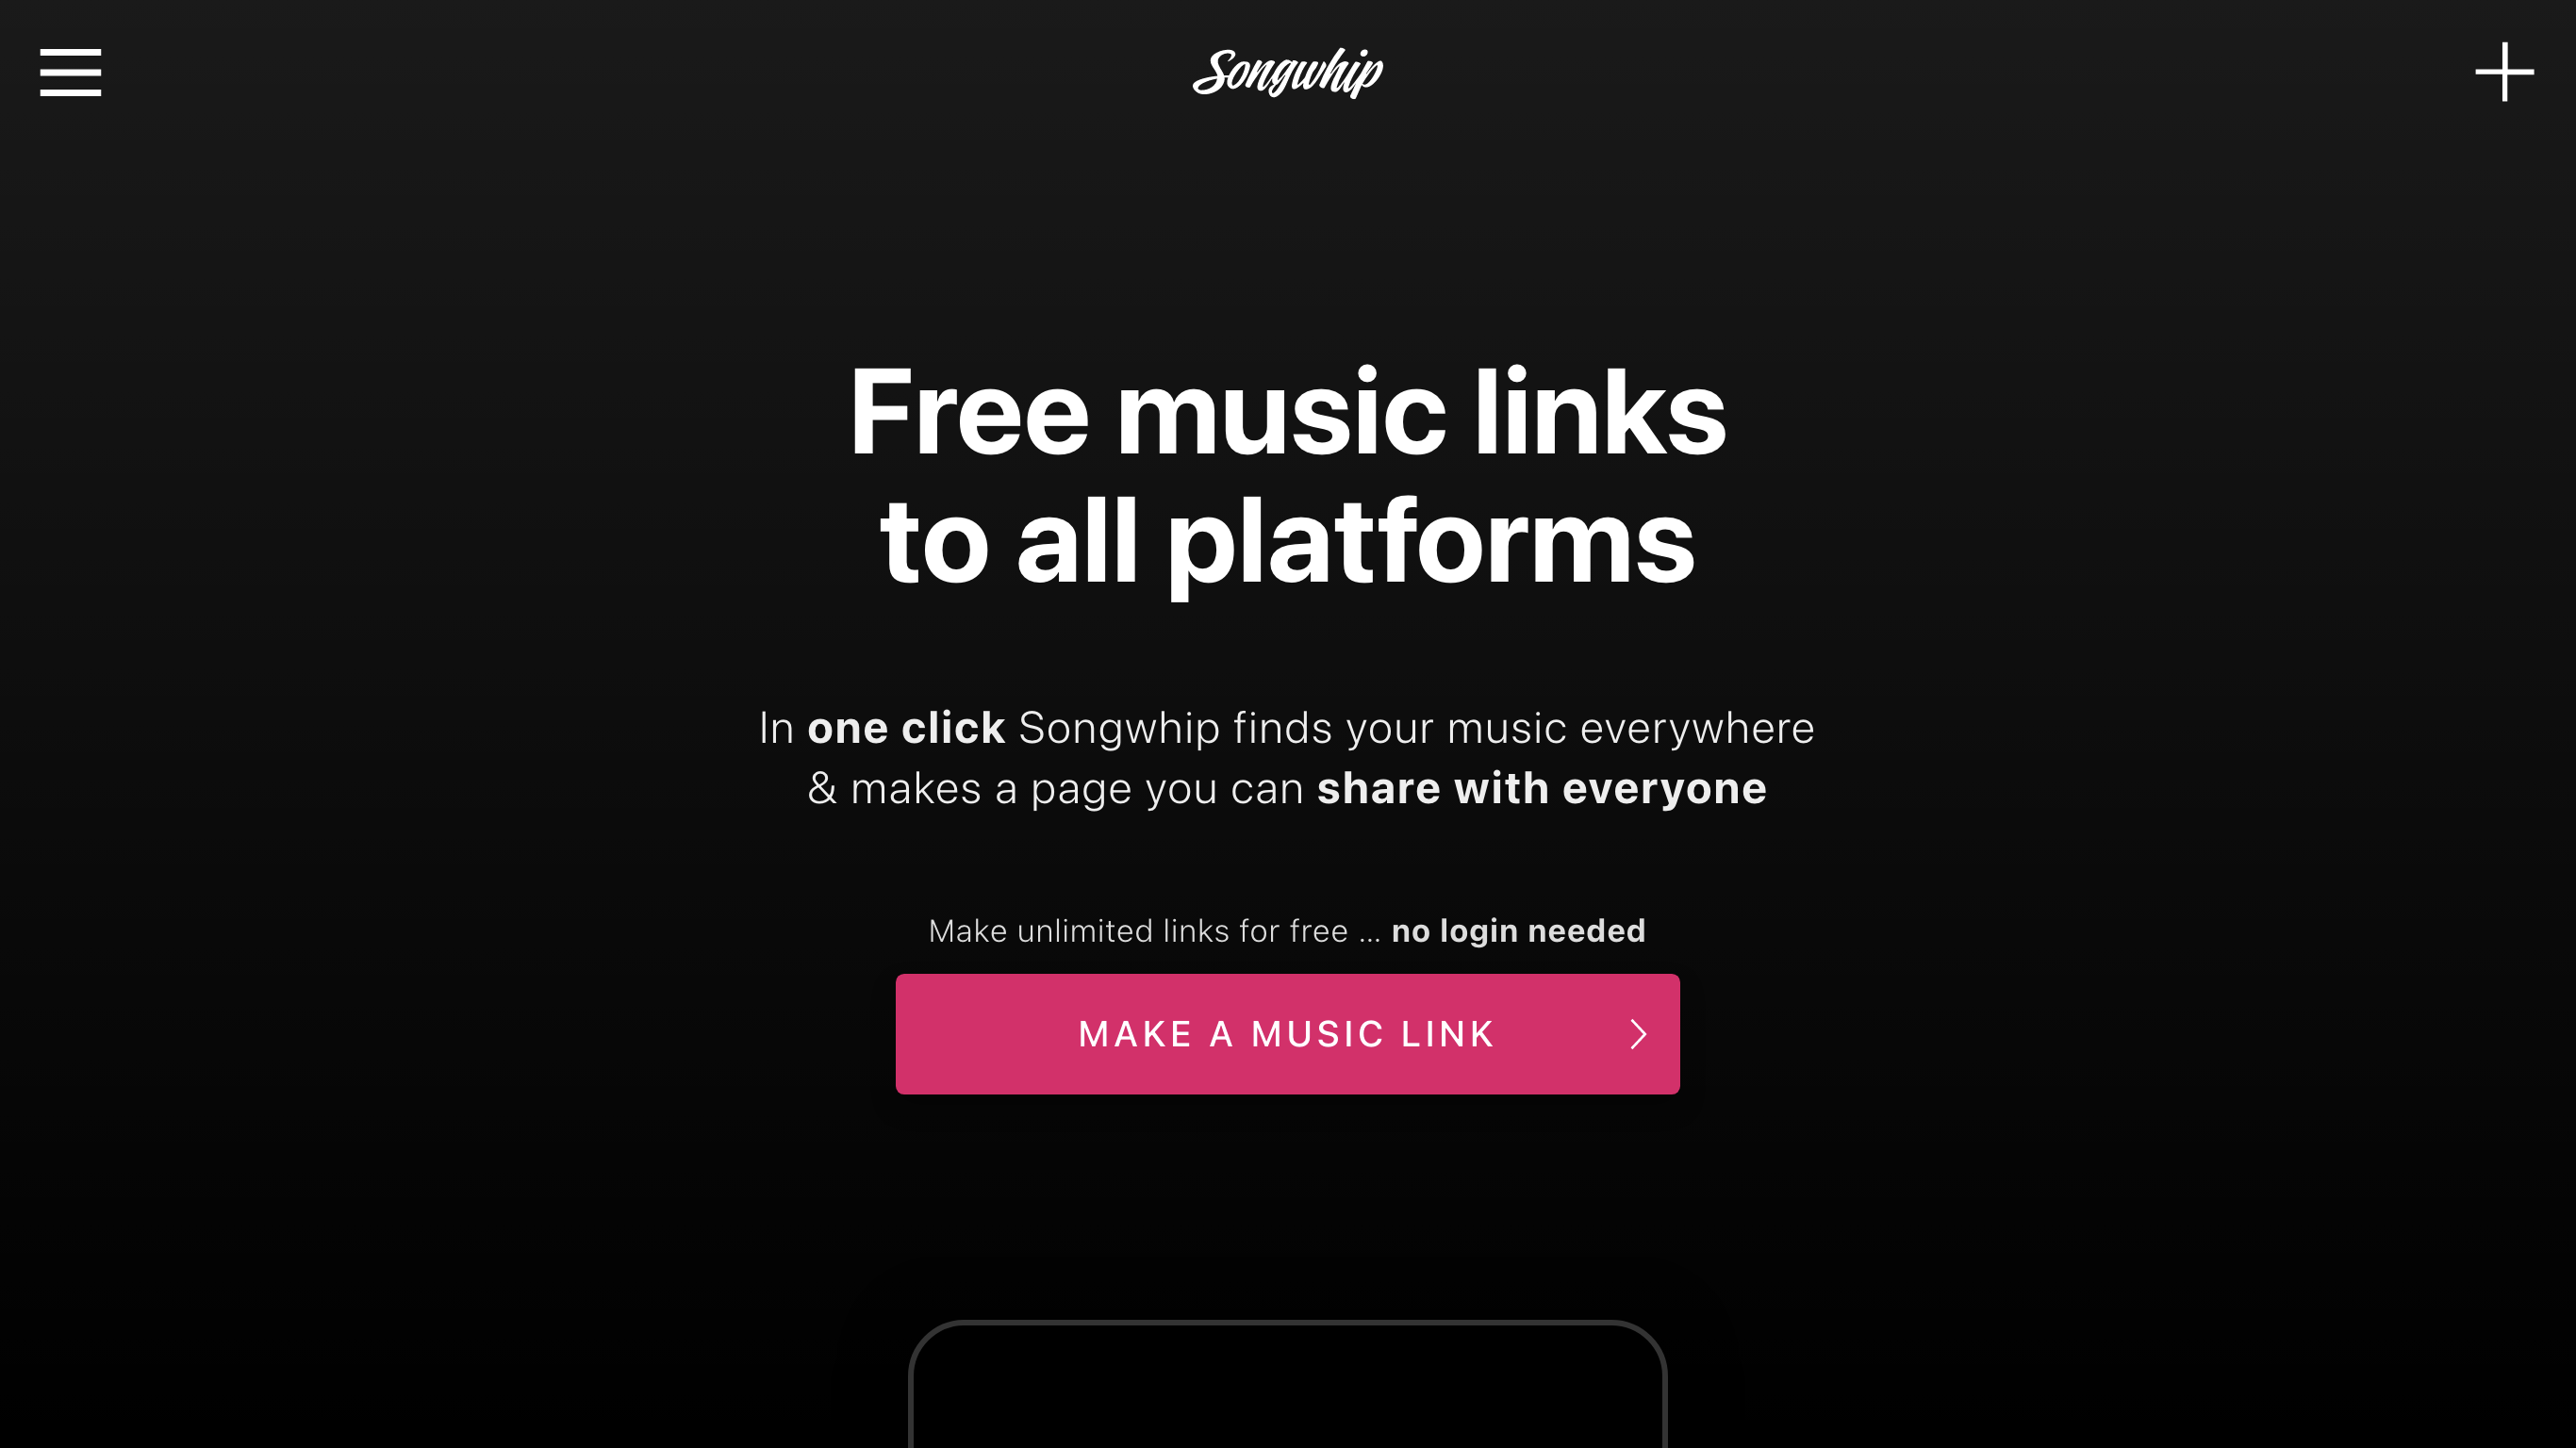 Songwhip
Free music links
to all platforms
In one click Songwhip finds your music everywhere
& makes a page you can share with everyone
Make unlimited links for free ... no login needed
MAKE A MUSIC LINK